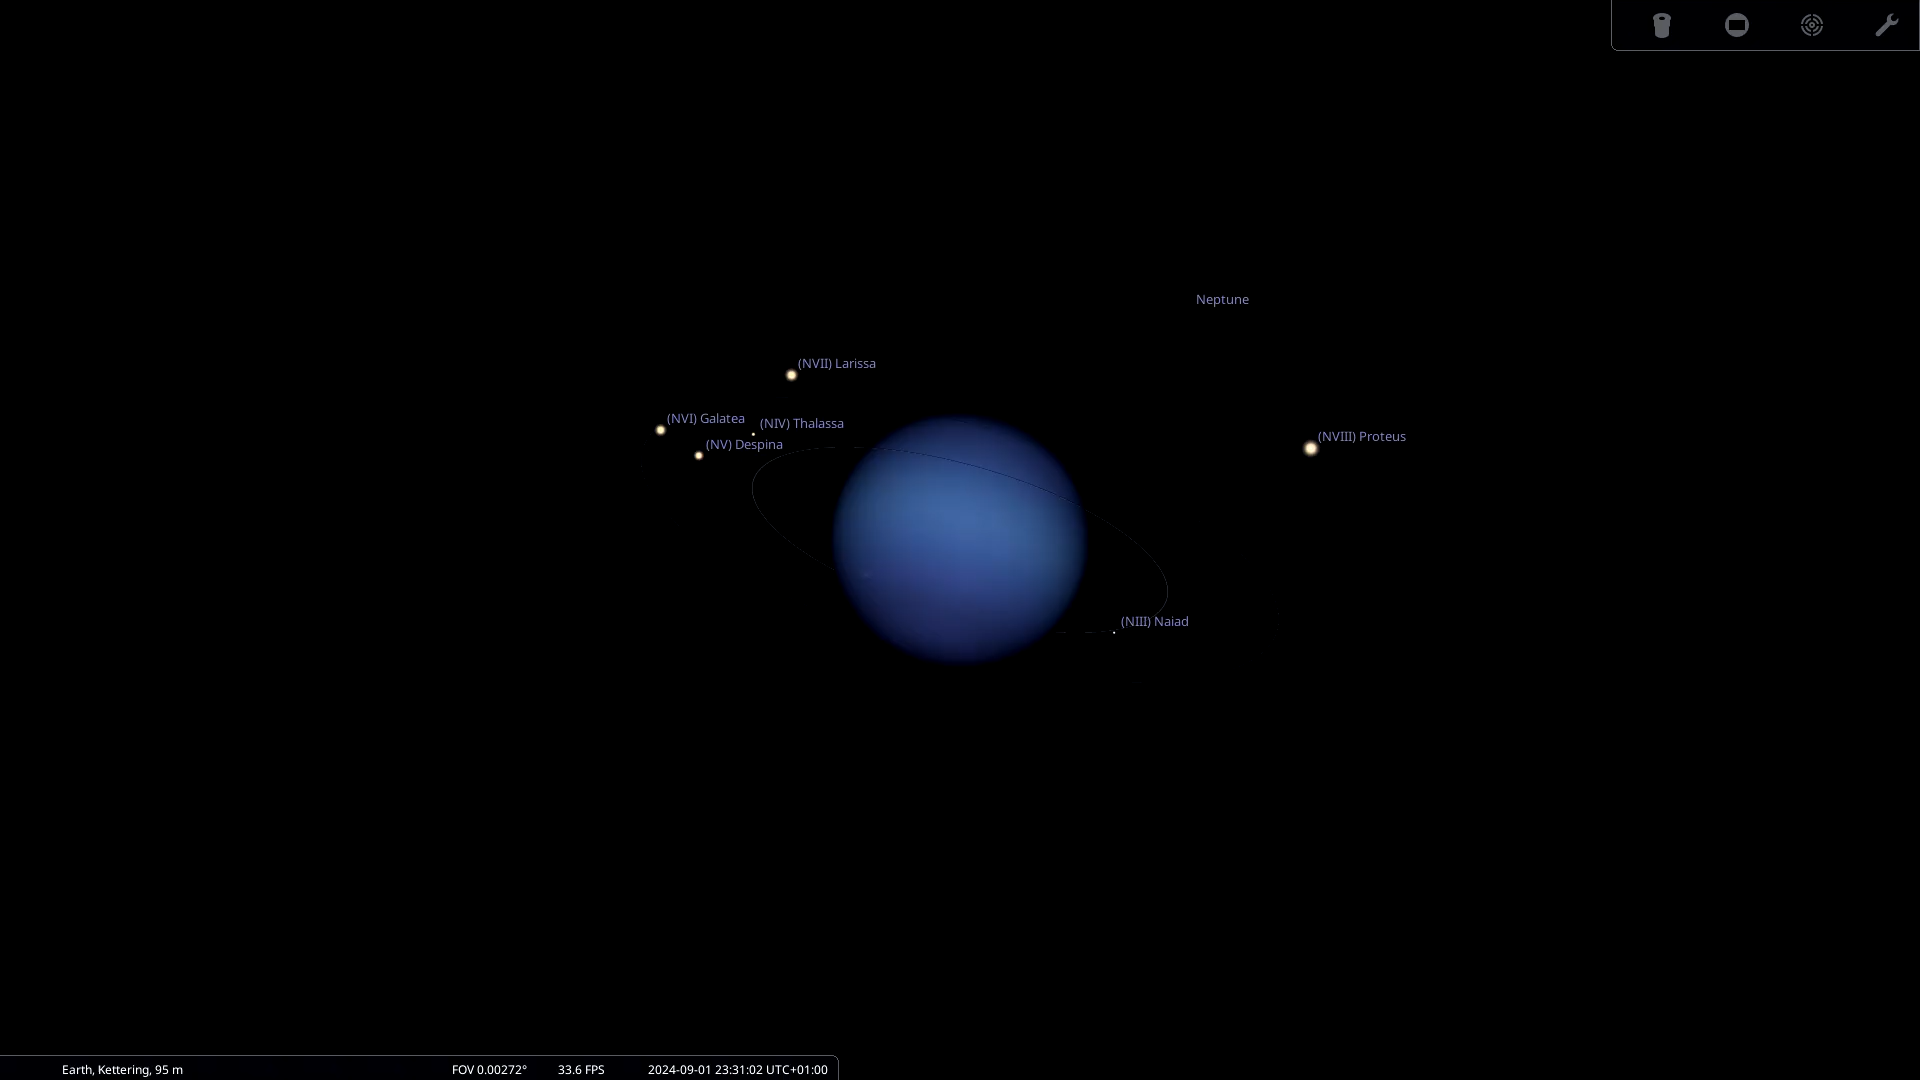 Neptune
(NVII) Larissa
(NVI) Galatea
(NIV) Thalassa
(NV) Despina
(NVIII) Proteus
(NIII) Naiad
Earth, Kettering, 95 m FOV 0.00272° 33.6 FPS 2024-09-01 23:31:02 UTC+01:00